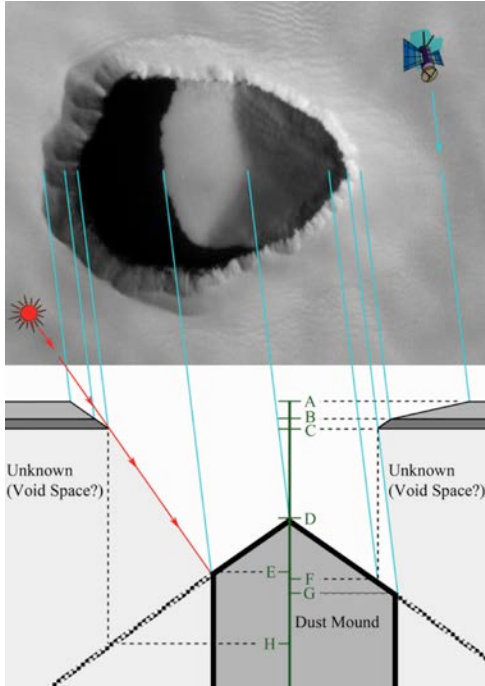 A
B
C
Unknown
(Void Space?)
Unknown
(Void Space?)
D
E
F
G
Dust Mound
H